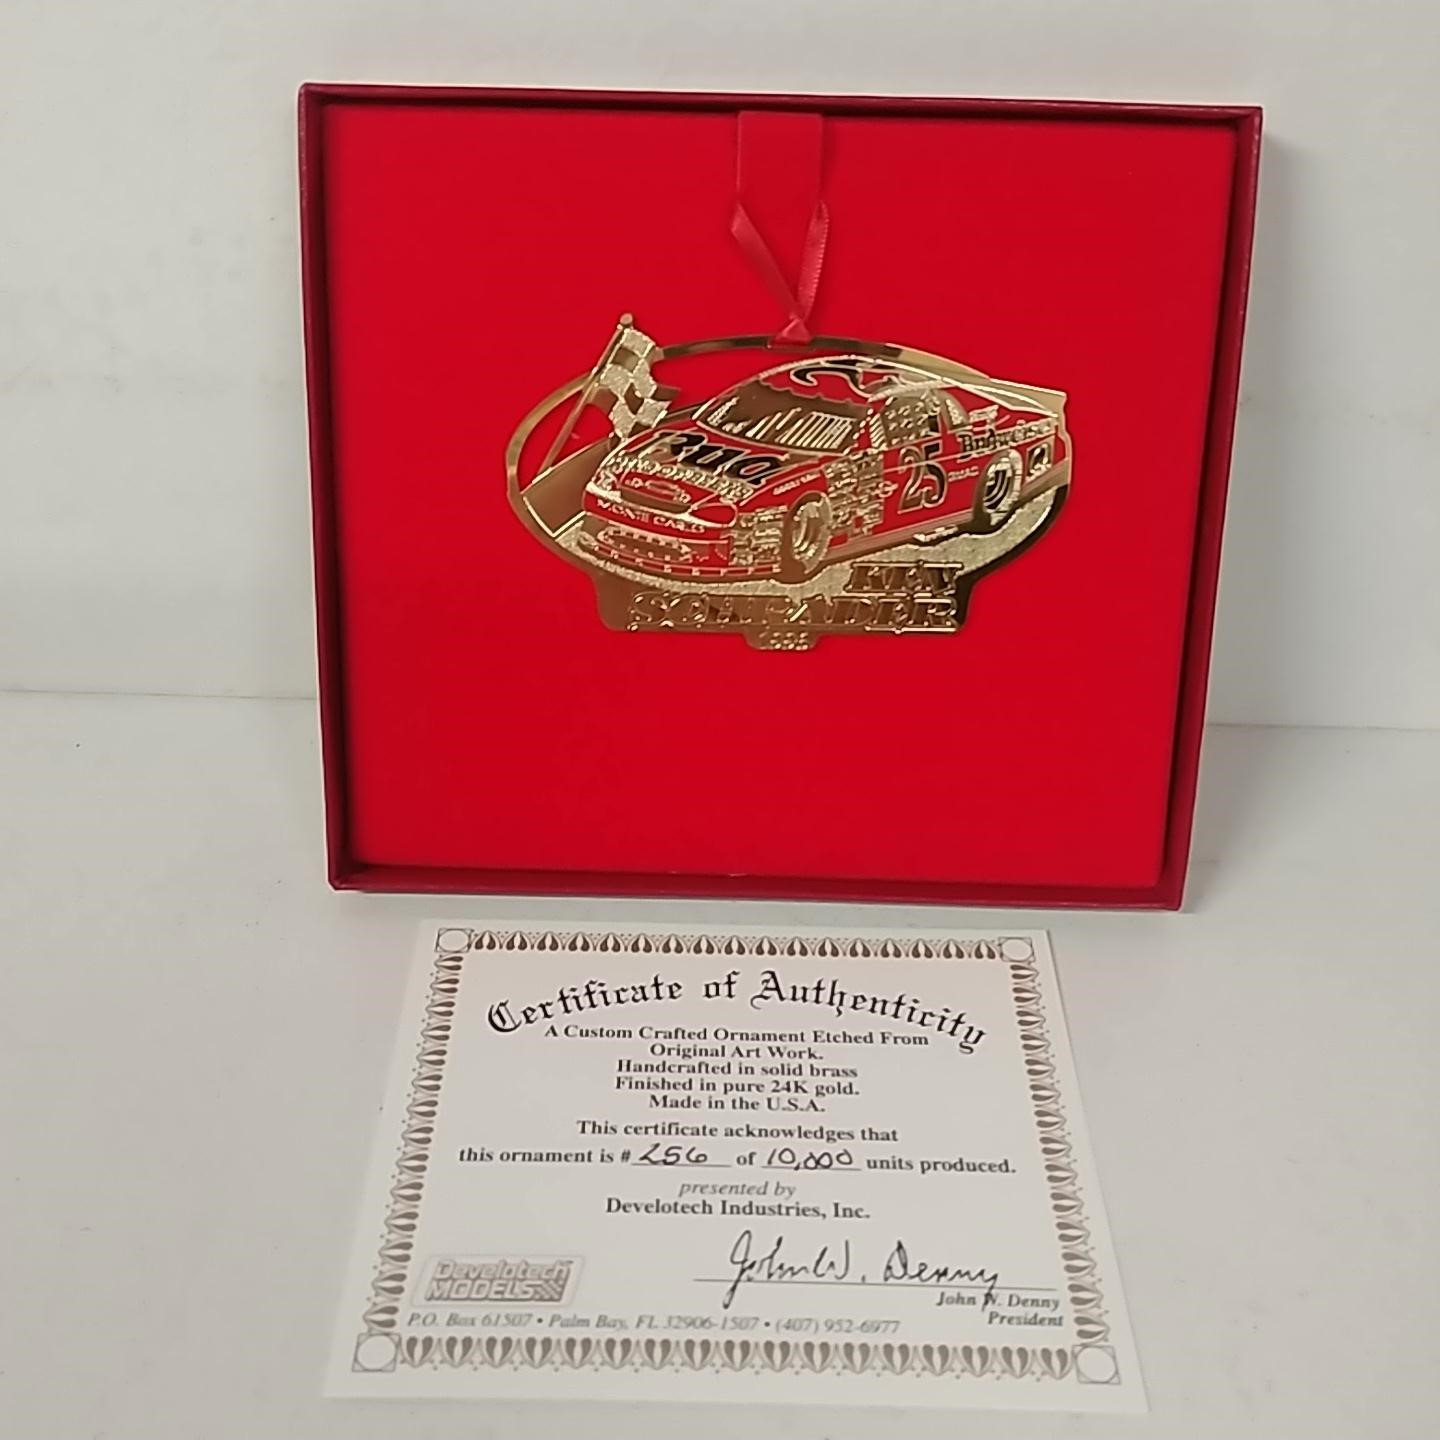 Bud
MONTE CARLO
25
Budweiser
GMAC
KEN
SCHRADER
Certificate of Authenticity
A Custom Crafted Ornament Etched From
Original Art Work.
Handcrafted in solid brass
Finished in pure 24K gold.
Made in the U.S.A.
This certificate acknowledges that
this ornament is # 256 of 10,000 units produced.
presented by
Develotech Industries, Inc.
John W. Denny
John W. Denny
President
Develotech
MODELS
P.O. Box 61507 • Palm Bay, FL 32906-1507 • (407) 952-6977